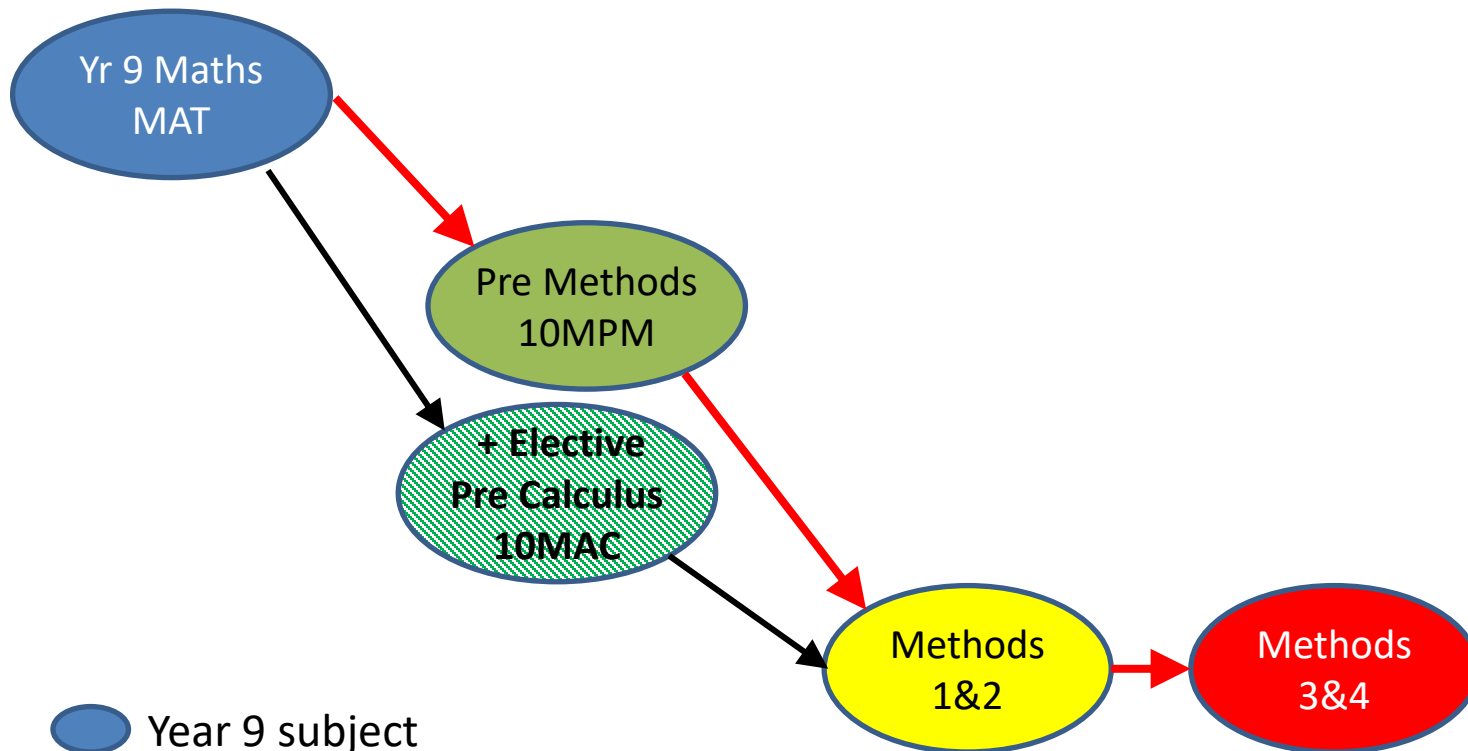 Yr 9 Maths
MAT
Pre Methods
10MPM
+ Elective
Pre Calculus
10MAC
Methods
1&2
Methods
3&4
Year 9 subject